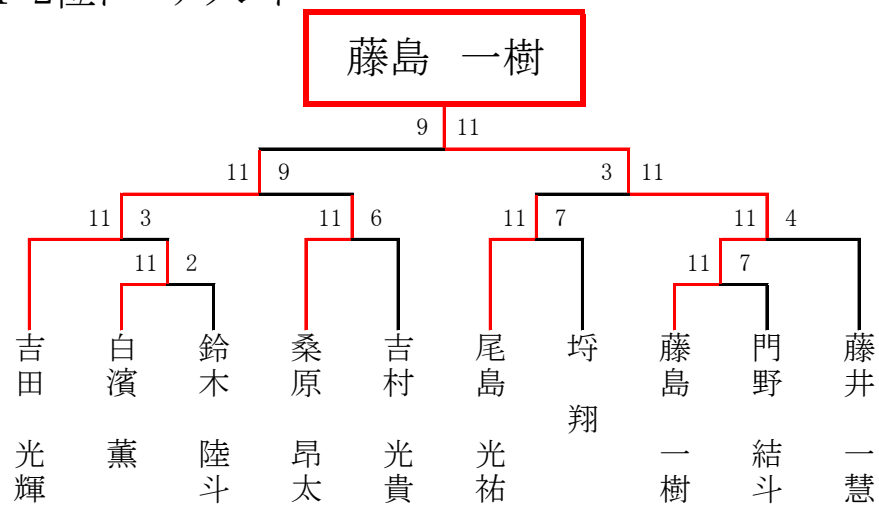 藤島 一樹
9 11
11 9 3 11
11 3 11 6 11 7 11 4
11 2 11 7
吉田 光輝
白濱 薫
鈴木 陸斗
桑原 昂太
吉村 光貴
尾島 光祐
埒 翔
藤島 一樹
門野 結斗
藤井 一慧